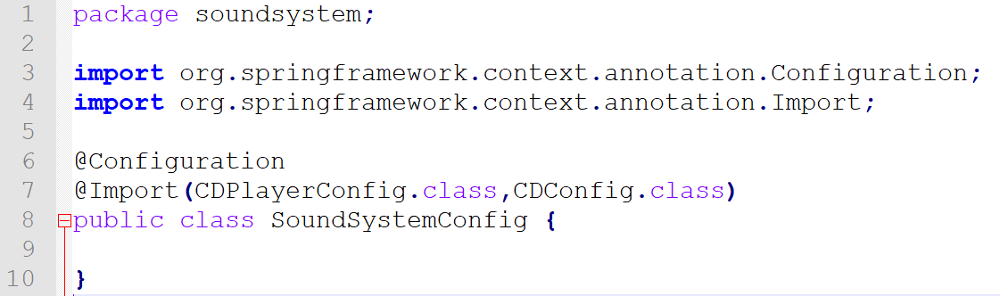 1 package soundsystem;
2
3 import org.springframework.context.annotation.Configuration;
4 import org.springframework.context.annotation.Import;
5
6 @Configuration
7 @Import(CDPlayerConfig.class,CDConfig.class)
8 public class SoundSystemConfig {
9
10 }